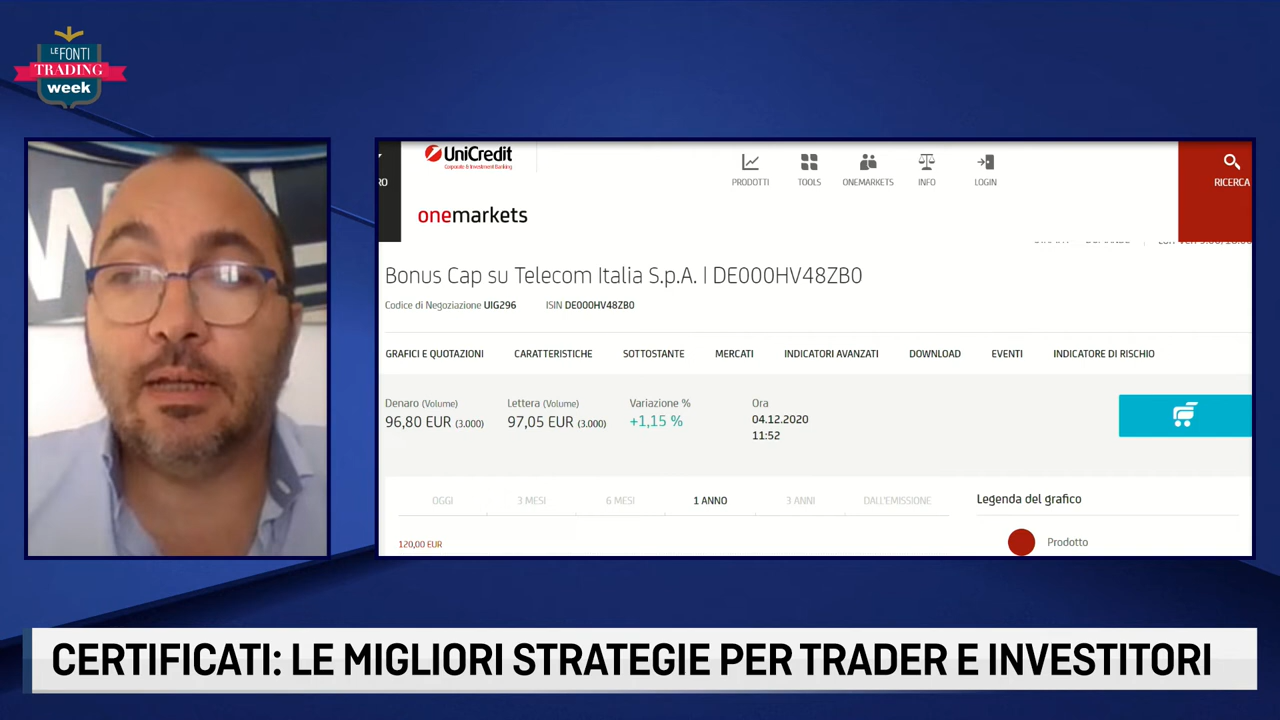 LE FONTI
TRADING
week
W
RO
UniCredit
Corporate & Investment Banking
PRODOTTI
TOOLS
ONEMARKETS
INFO
LOGIN
RICERCA
onemarkets
Bonus Cap su Telecom Italia S.p.A. | DE000HV48ZB0
Codice di Negoziazione UIG296 ISIN DE000HV48ZB0
GRAFICI E QUOTAZIONI CARATTERISTICHE SOTTOSTANTE MERCATI INDICATORI AVANZATI DOWNLOAD EVENTI INDICATORE DI RISCHIO
Denaro (Volume) Lettera (Volume) Variazione % Ora
96,80 EUR (3.000) 97,05 EUR (3.000) +1,15 % 04.12.2020
11:52
OGGI 3 MESI 6 MESI 1 ANNO 3 ANNI DALL'EMISSIONE
Legenda del grafico
Prodotto
120,00 EUR
CERTIFICATI: LE MIGLIORI STRATEGIE PER TRADER E INVESTITORI